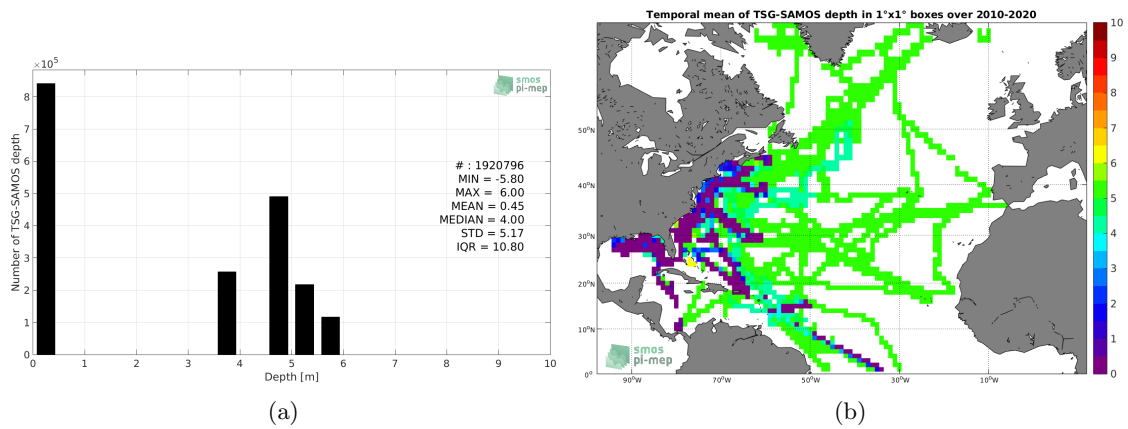 ×10⁵
8
7
6
5
4
3
2
1
0
Number of TSG-SAMOS depth
smos
pi-mep
# : 1920796
MIN = -5.80
MAX = 6.00
MEAN = 0.45
MEDIAN = 4.00
STD = 5.17
IQR = 10.80
0 1 2 3 4 5 6 7 8 9 10
Depth [m]
(a)
Temporal mean of TSG-SAMOS depth in 1°x1° boxes over 2010-2020
50°N
40°N
30°N
20°N
10°N
0°
90°W 70°W 50°W 30°W 10°W
smos
pi-mep
10
9
8
7
6
5
4
3
2
1
0
(b)